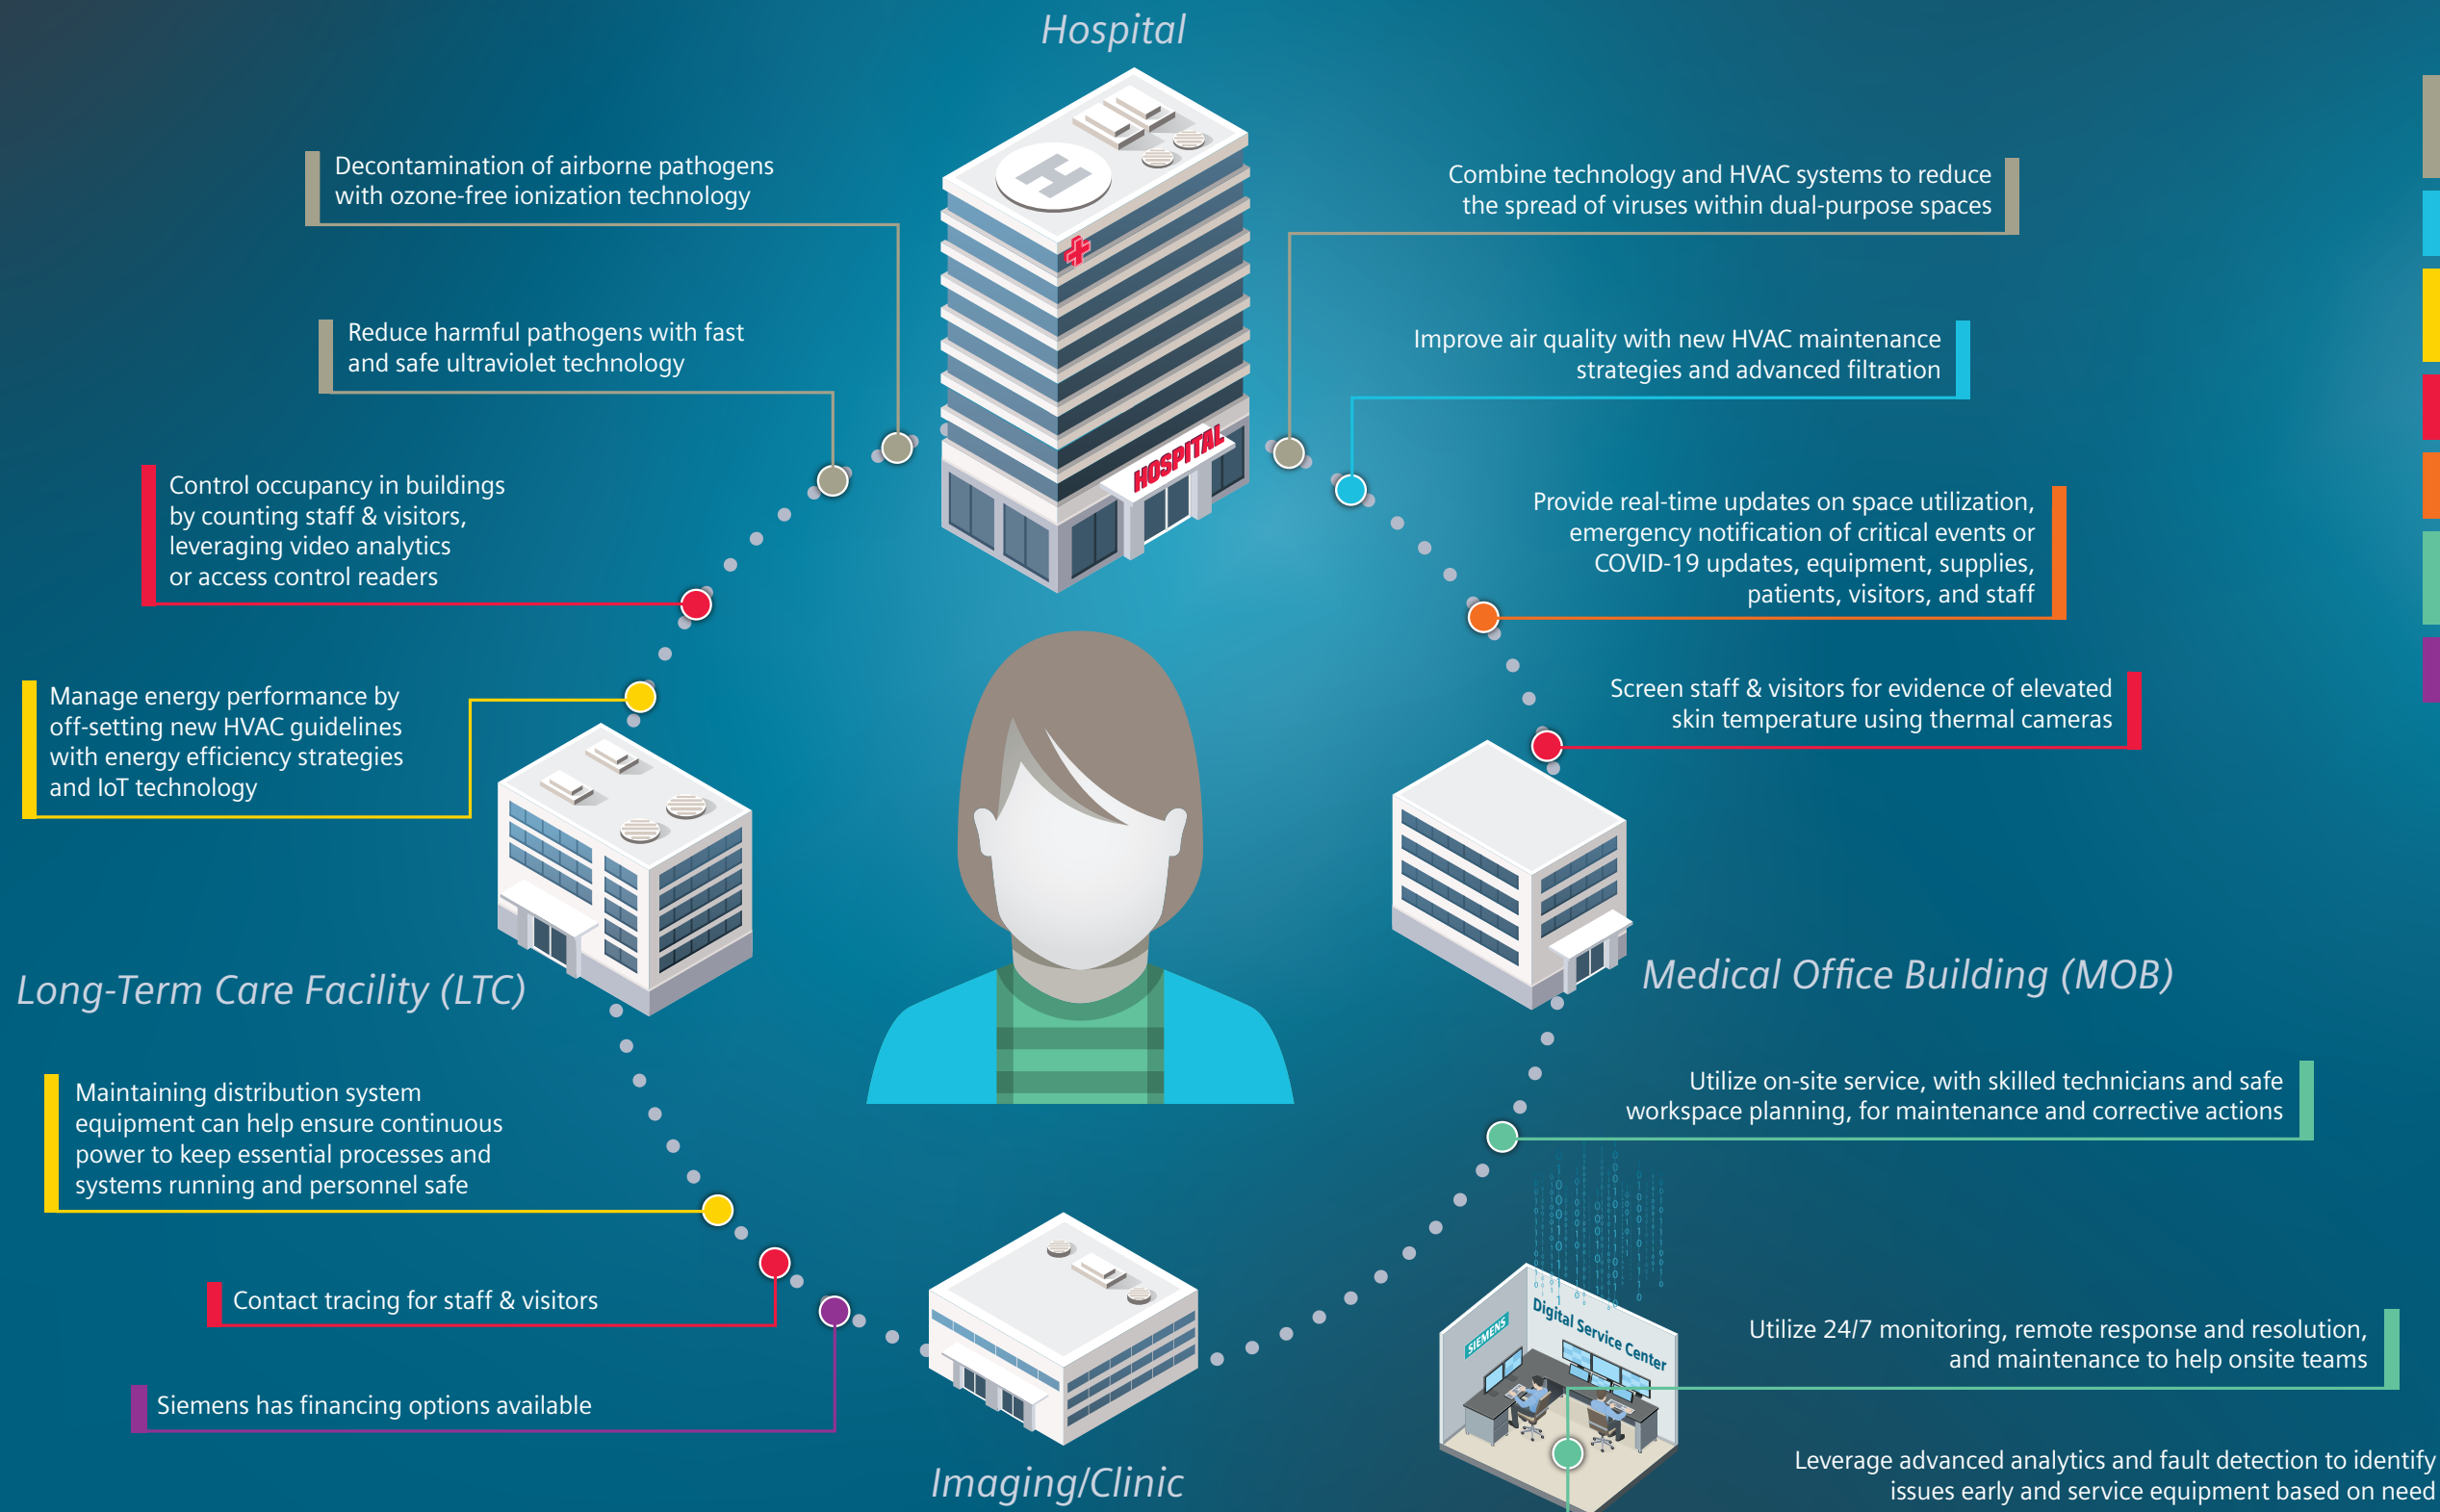 Hospital
Decontamination of airborne pathogens
with ozone-free ionization technology
Combine technology and HVAC systems to reduce
the spread of viruses within dual-purpose spaces
H
Reduce harmful pathogens with fast
and safe ultraviolet technology
Improve air quality with new HVAC maintenance
strategies and advanced filtration
HOSPITAL
Control occupancy in buildings
by counting staff & visitors,
leveraging video analytics
or access control readers
Provide real-time updates on space utilization,
emergency notification of critical events or
COVID-19 updates, equipment, supplies,
patients, visitors, and staff
Manage energy performance by
off-setting new HVAC guidelines
with energy efficiency strategies
and IoT technology
Screen staff & visitors for evidence of elevated
skin temperature using thermal cameras
Long-Term Care Facility (LTC)
Medical Office Building (MOB)
Maintaining distribution system
equipment can help ensure continuous
power to keep essential processes and
systems running and personnel safe
Utilize on-site service, with skilled technicians and safe
workspace planning, for maintenance and corrective actions
Contact tracing for staff & visitors
SIEMENS
Digital Service Center
Utilize 24/7 monitoring, remote response and resolution,
and maintenance to help onsite teams
Siemens has financing options available
Imaging/Clinic
Leverage advanced analytics and fault detection to identify
issues early and service equipment based on need